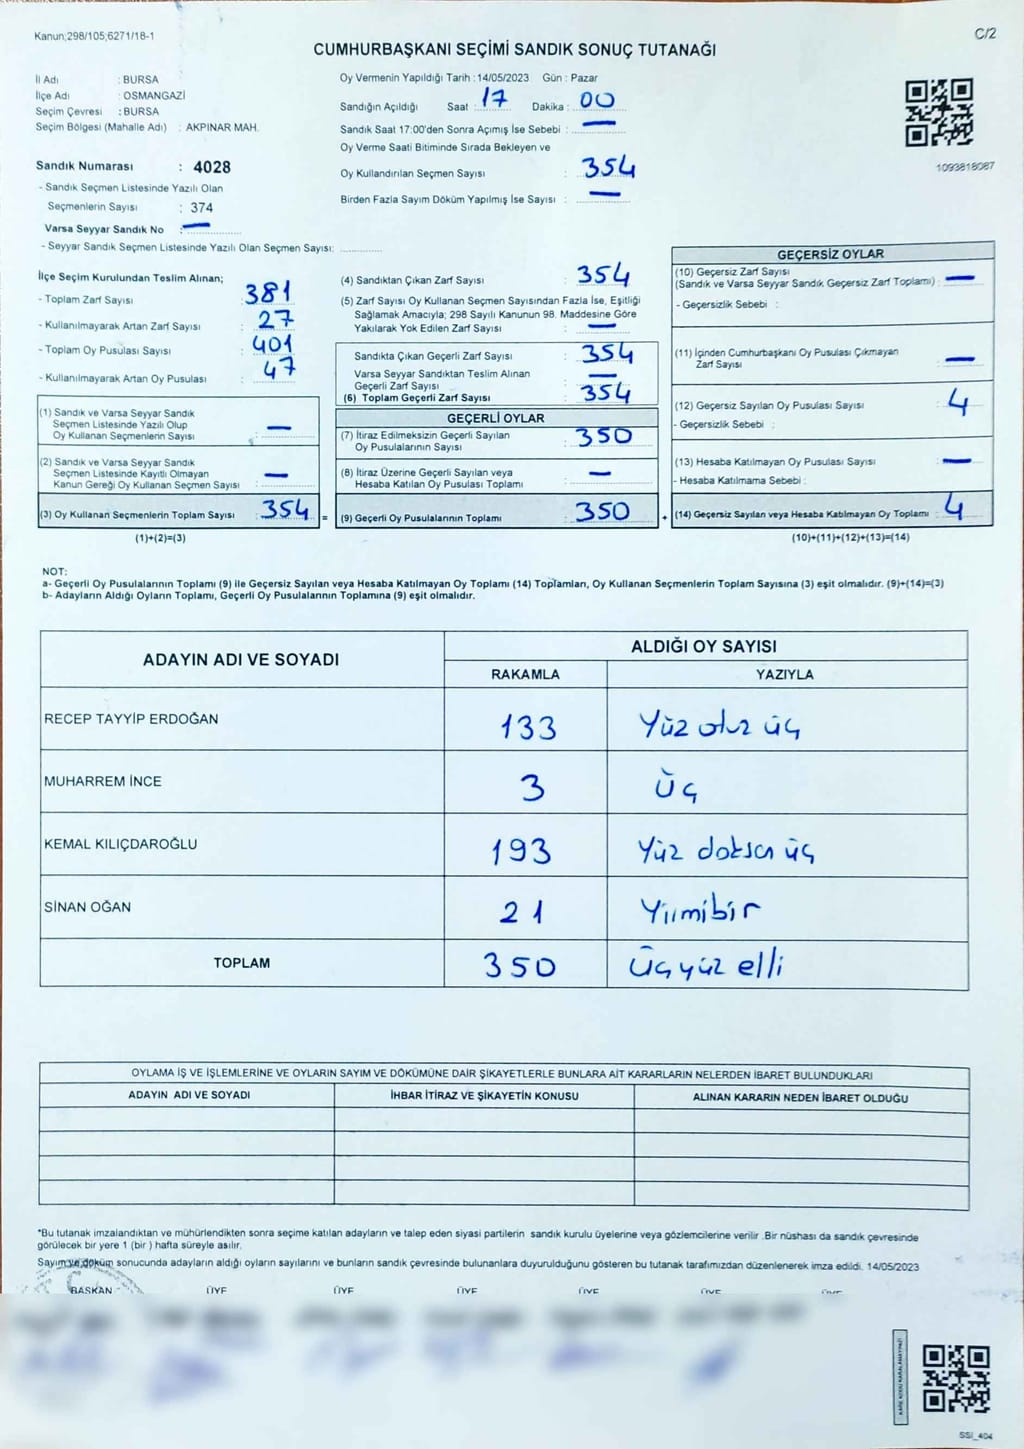 Kanun;298/105;6271/18-1
C/2
CUMHURBAŞKANI SEÇİMİ SANDIK SONUÇ TUTANAĞI
İl Adı : BURSA
İlçe Adı : OSMANGAZİ
Seçim Çevresi : BURSA
Seçim Bölgesi (Mahalle Adı) : AKPINAR MAH.
Sandık Numarası : 4028
- Sandık Seçmen Listesinde Yazılı Olan
Seçmenlerin Sayısı : 374
Varsa Seyyar Sandık No : —
- Seyyar Sandık Seçmen Listesinde Yazılı Olan Seçmen Sayısı:
Oy Vermenin Yapıldığı Tarih : 14/05/2023 Gün : Pazar
Sandığın Açıldığı Saat : 17 Dakika : 00
Sandık Saat 17:00'den Sonra Açımış İse Sebebi : —
Oy Verme Saati Bitiminde Sırada Bekleyen ve
Oy Kullandırılan Seçmen Sayısı : 354
Birden Fazla Sayım Döküm Yapılmış İse Sayısı : —
1093818087
İlçe Seçim Kurulundan Teslim Alınan;
- Toplam Zarf Sayısı : 381
- Kullanılmayarak Artan Zarf Sayısı : 27
- Toplam Oy Pusulası Sayısı : 401
- Kullanılmayarak Artan Oy Pusulası : 47
(1) Sandık ve Varsa Seyyar Sandık
Seçmen Listesinde Yazılı Olup
Oy Kullanan Seçmenlerin Sayısı : —
(2) Sandık ve Varsa Seyyar Sandık
Seçmen Listesinde Kayıtlı Olmayan
Kanun Gereği Oy Kullanan Seçmen Sayısı : —
(3) Oy Kullanan Seçmenlerin Toplam Sayısı : 354 =
(1)+(2)=(3)
(4) Sandıktan Çıkan Zarf Sayısı : 354
(5) Zarf Sayısı Oy Kullanan Seçmen Sayısından Fazla İse, Eşitliği
Sağlamak Amacıyla; 298 Sayılı Kanunun 98. Maddesine Göre
Yakılarak Yok Edilen Zarf Sayısı : —
Sandıkta Çıkan Geçerli Zarf Sayısı : 354
Varsa Seyyar Sandıktan Teslim Alınan
Geçerli Zarf Sayısı : —
(6) Toplam Geçerli Zarf Sayısı : 354
GEÇERLİ OYLAR
(7) İtiraz Edilmeksizin Geçerli Sayılan
Oy Pusulalarının Sayısı : 350
(8) İtiraz Üzerine Geçerli Sayılan veya
Hesaba Katılan Oy Pusulası Toplamı : —
(9) Geçerli Oy Pusulalarının Toplamı : 350 +
GEÇERSİZ OYLAR
(10) Geçersiz Zarf Sayısı
(Sandık ve Varsa Seyyar Sandık Geçersiz Zarf Toplamı) : —
- Geçersizlik Sebebi :
(11) İçinden Cumhurbaşkanı Oy Pusulası Çıkmayan
Zarf Sayısı : —
(12) Geçersiz Sayılan Oy Pusulası Sayısı : 4
- Geçersizlik Sebebi :
(13) Hesaba Katılmayan Oy Pusulası Sayısı : —
- Hesaba Katılmama Sebebi :
(14) Geçersiz Sayılan veya Hesaba Katılmayan Oy Toplamı : 4
(10)+(11)+(12)+(13)=(14)
NOT:
a- Geçerli Oy Pusulalarının Toplamı (9) ile Geçersiz Sayılan veya Hesaba Katılmayan Oy Toplamı (14) Toplamları, Oy Kullanan Seçmenlerin Toplam Sayısına (3) eşit olmalıdır. (9)+(14)=(3)
b- Adayların Aldığı Oyların Toplamı, Geçerli Oy Pusulalarının Toplamına (9) eşit olmalıdır.
ADAYIN ADI VE SOYADI ALDIĞI OY SAYISI
RAKAMLA YAZIYLA
RECEP TAYYİP ERDOĞAN 133 Yüz otuz üç
MUHARREM İNCE 3 Üç
KEMAL KILIÇDAROĞLU 193 Yüz doksan üç
SİNAN OĞAN 21 Yirmibir
TOPLAM 350 Üçyüz elli
OYLAMA İŞ VE İŞLEMLERİNE VE OYLARIN SAYIM VE DÖKÜMÜNE DAİR ŞİKAYETLERLE BUNLARA AİT KARARLARIN NELERDEN İBARET BULUNDUKLARI
ADAYIN ADI VE SOYADI İHBAR İTİRAZ VE ŞİKAYETİN KONUSU ALINAN KARARIN NEDEN İBARET OLDUĞU
*Bu tutanak imzalandıktan ve mühürlendikten sonra seçime katılan adayların ve talep eden siyasi partilerin sandık kurulu üyelerine veya gözlemcilerine verilir .Bir nüshası da sandık çevresinde
görülecek bir yere 1 (bir ) hafta süreyle asılır.
Sayım ve döküm sonucunda adayların aldığı oyların sayılarını ve bunların sandık çevresinde bulunanlara duyurulduğunu gösteren bu tutanak tarafımızdan düzenlenerek imza edildi. 14/05/2023
BAŞKAN ÜYE ÜYE ÜYE ÜYE ÜYE ÜYE
KARE KODU KARALAMAYINIZ!
SSI_404